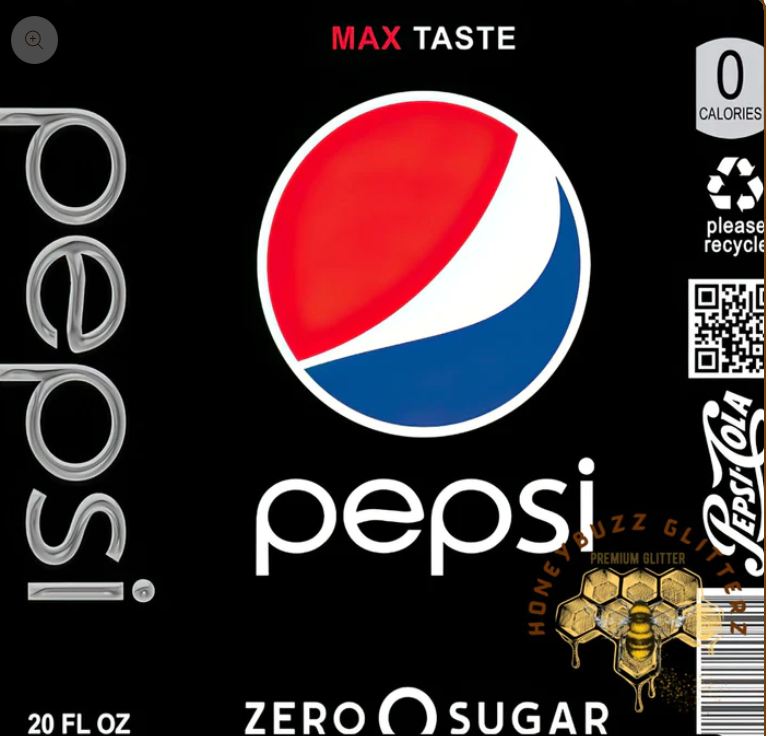 MAX TASTE
pepsi
0
CALORIES
please
recycle
pepsi
PEPSI-COLA
HONEYBUZZ GLITTERZ
PREMIUM GLITTER
20 FL OZ
ZERO SUGAR